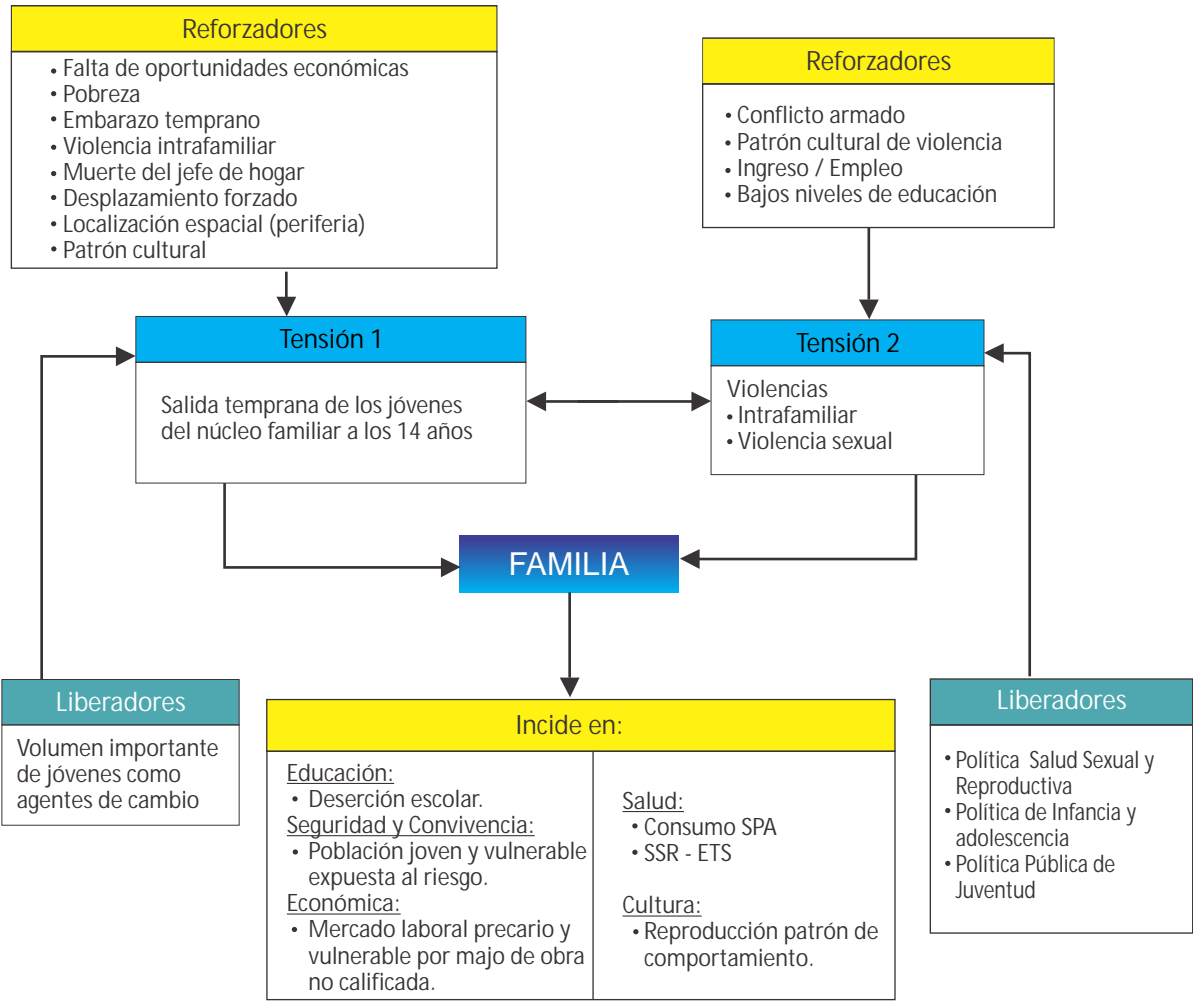 Reforzadores
• Falta de oportunidades económicas
• Pobreza
• Embarazo temprano
• Violencia intrafamiliar
• Muerte del jefe de hogar
• Desplazamiento forzado
• Localización espacial (periferia)
• Patrón cultural
Reforzadores
• Conflicto armado
• Patrón cultural de violencia
• Ingreso / Empleo
• Bajos niveles de educación
Tensión 1
Salida temprana de los jóvenes
del núcleo familiar a los 14 años
Tensión 2
Violencias
• Intrafamiliar
• Violencia sexual
FAMILIA
Liberadores
Volumen importante
de jóvenes como
agentes de cambio
Incide en:
Educación:
• Deserción escolar.
Seguridad y Convivencia:
• Población joven y vulnerable
expuesta al riesgo.
Económica:
• Mercado laboral precario y
vulnerable por majo de obra
no calificada.
Salud:
• Consumo SPA
• SSR - ETS
Cultura:
• Reproducción patrón de
comportamiento.
Liberadores
• Política Salud Sexual y
Reproductiva
• Política de Infancia y
adolescencia
• Política Pública de
Juventud